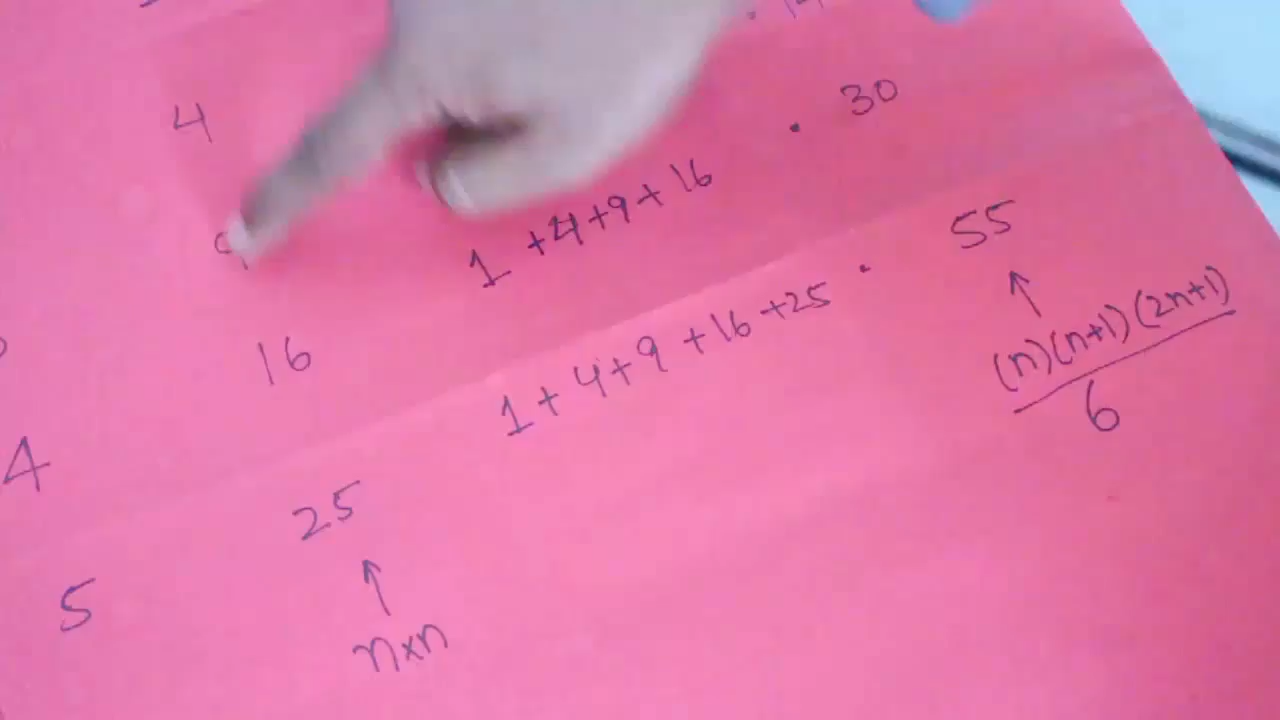 4
9
1 +4+9+16 . 30
4 16
1 + 4 + 9 + 16 + 25 . 55
↑
(n)(n+1)(2n+1)
6
5 25
↑
n×n